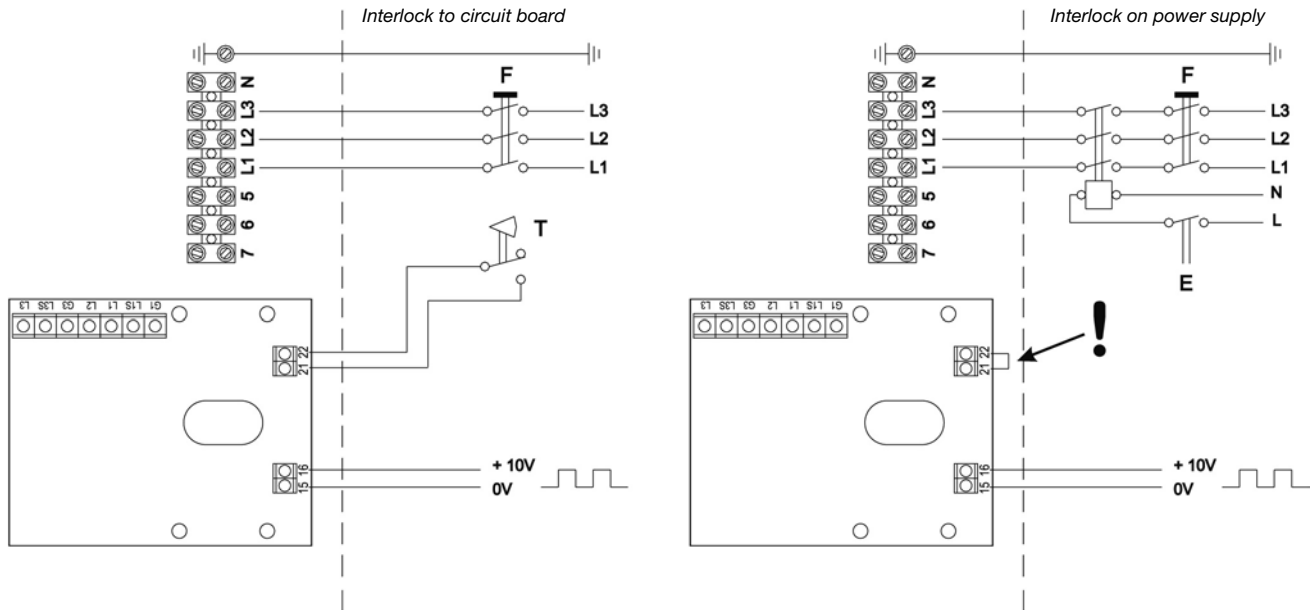 Interlock to circuit board
N
L3
L2
L1
5
6
7
F
L3
L2
L1
T
L3
L3S
G3
L2
L1
L1S
G1
22
21
16
15
+ 10V
0V
Interlock on power supply
N
L3
L2
L1
5
6
7
F
L3
L2
L1
N
L
E
!
L3
L3S
G3
L2
L1
L1S
G1
22
21
16
15
+ 10V
0V